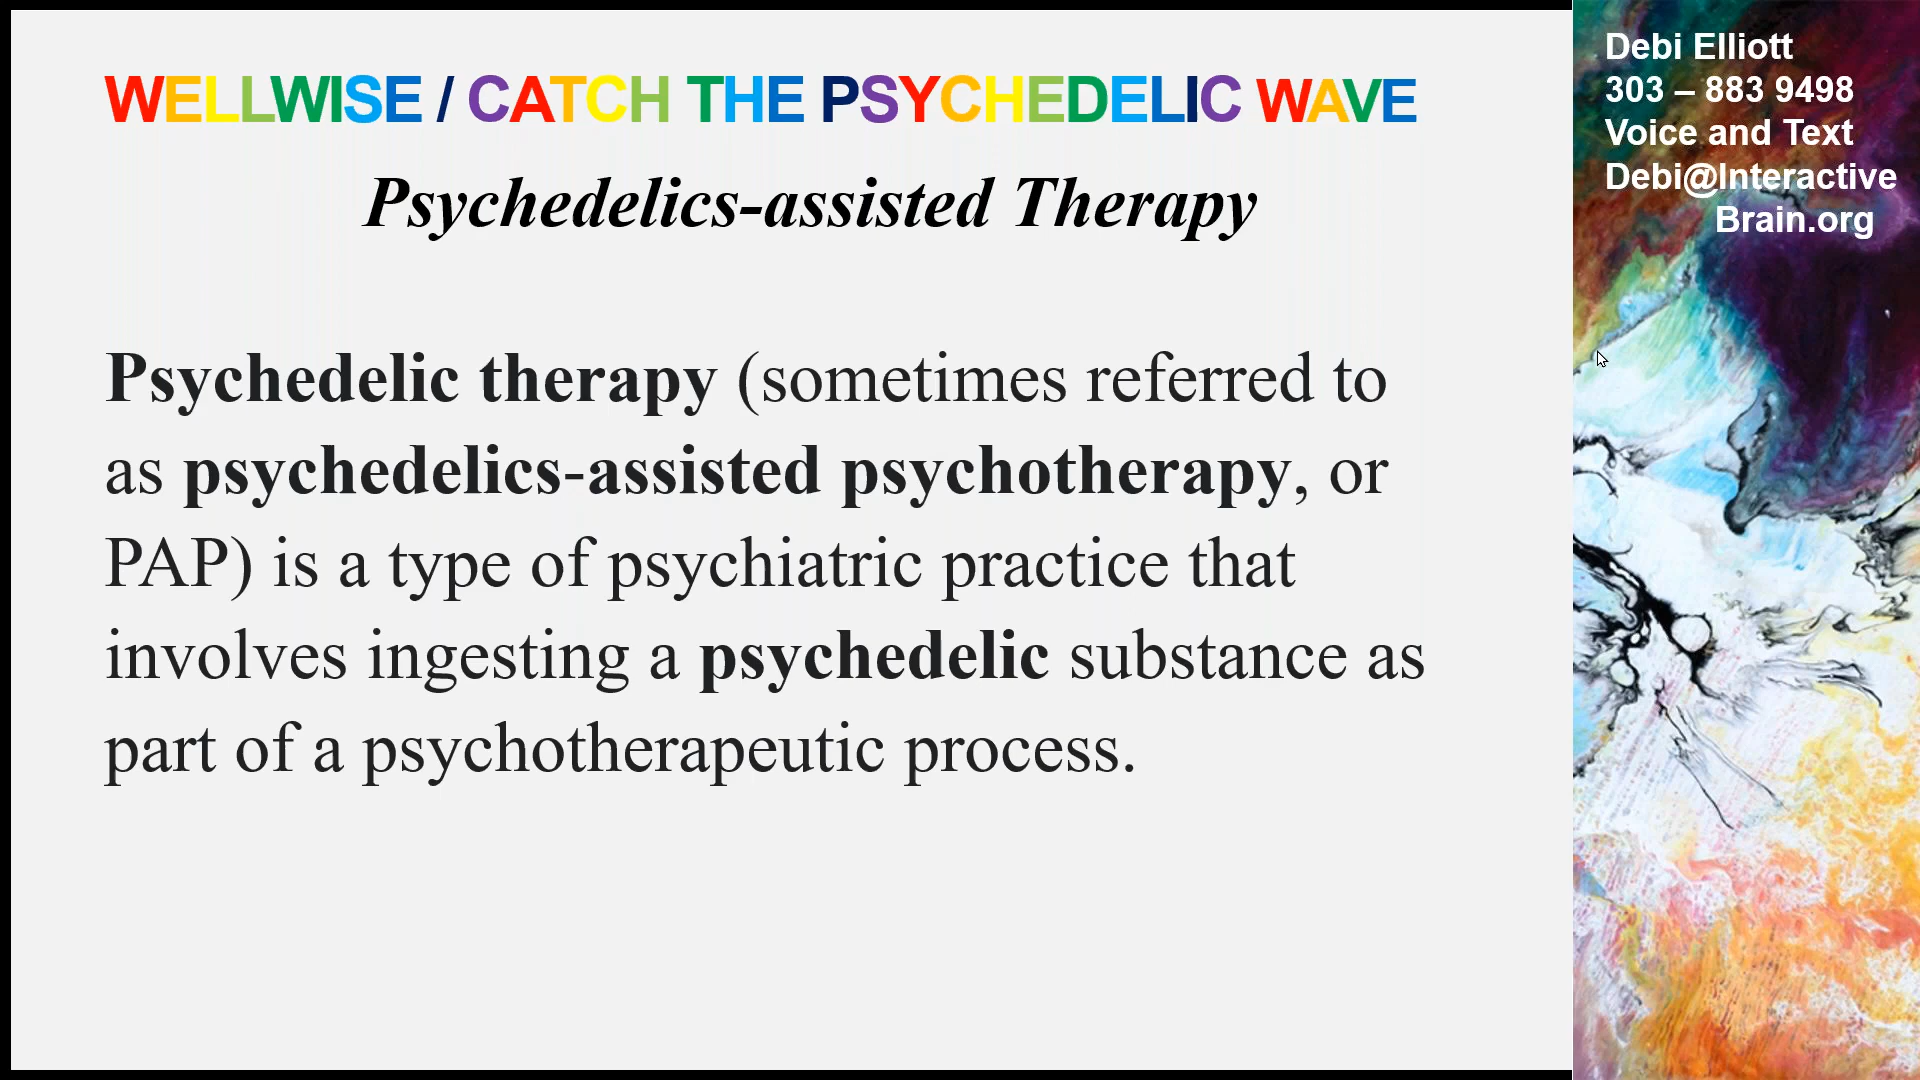 WELLWISE / CATCH THE PSYCHEDELIC WAVE
Psychedelics-assisted Therapy
Psychedelic therapy (sometimes referred to
as psychedelics-assisted psychotherapy, or
PAP) is a type of psychiatric practice that
involves ingesting a psychedelic substance as
part of a psychotherapeutic process.
Debi Elliott
303 – 883 9498
Voice and Text
Debi@Interactive
Brain.org